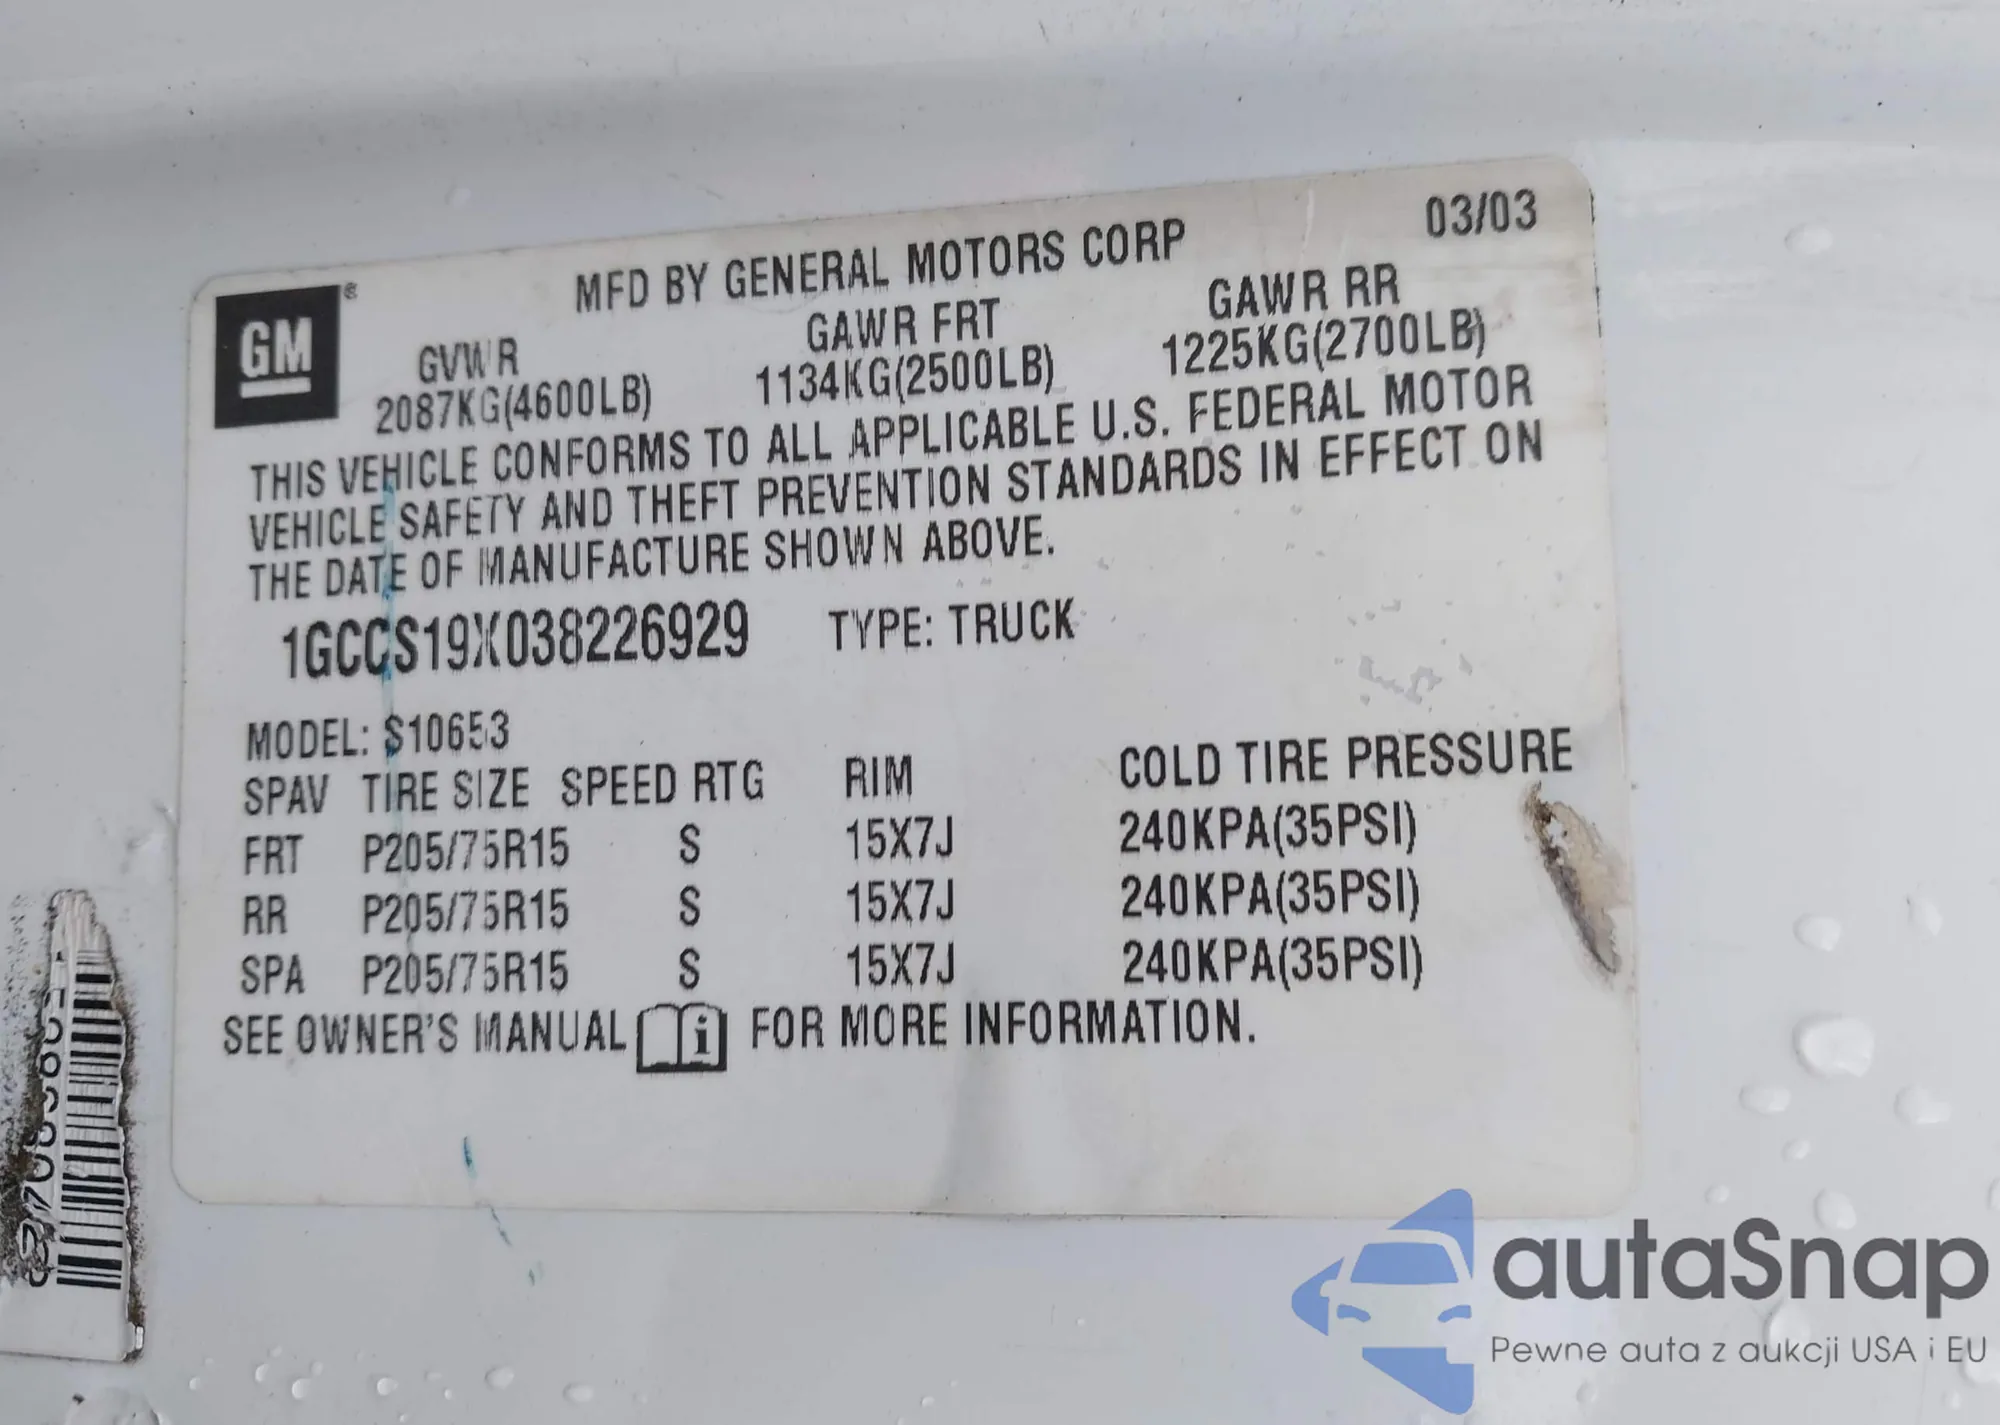 03/03
MFD BY GENERAL MOTORS CORP
GM®
GVWR GAWR FRT GAWR RR
2087KG(4600LB) 1134KG(2500LB) 1225KG(2700LB)
THIS VEHICLE CONFORMS TO ALL APPLICABLE U.S. FEDERAL MOTOR
VEHICLE SAFETY AND THEFT PREVENTION STANDARDS IN EFFECT ON
THE DATE OF MANUFACTURE SHOWN ABOVE.
1GCCS19X038226929 TYPE: TRUCK
MODEL: S10653
SPAV TIRE SIZE SPEED RTG RIM COLD TIRE PRESSURE
FRT P205/75R15 S 15X7J 240KPA(35PSI)
RR P205/75R15 S 15X7J 240KPA(35PSI)
SPA P205/75R15 S 15X7J 240KPA(35PSI)
SEE OWNER'S MANUAL i FOR MORE INFORMATION.
autaSnap
Pewne auta z aukcji USA i EU